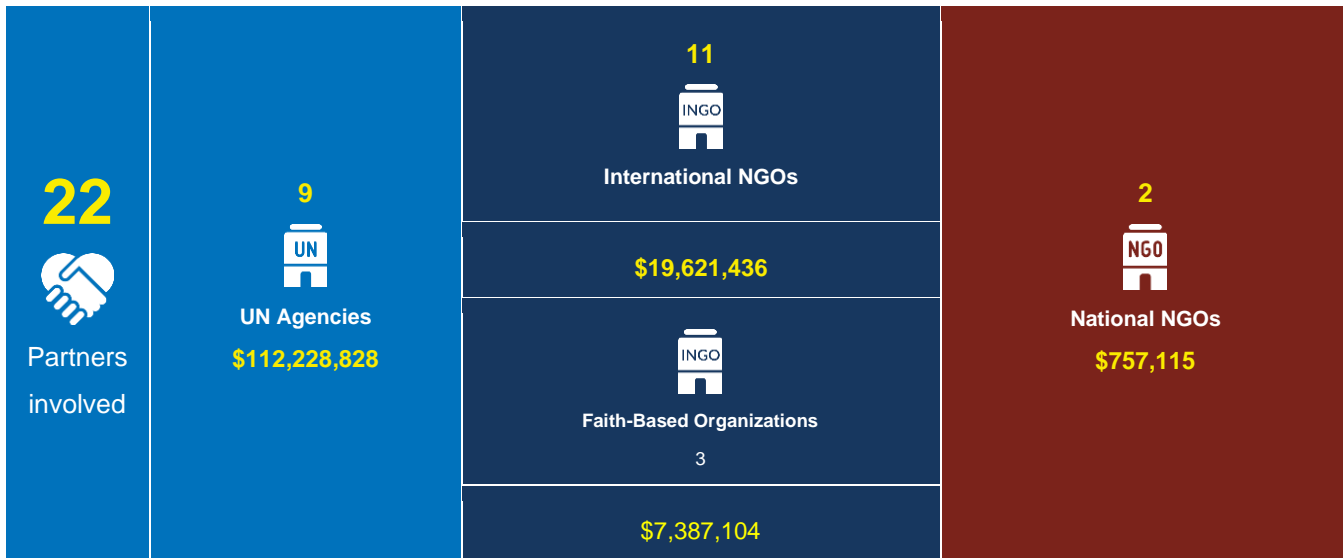 22
Partners
involved
9
UN
UN Agencies
$112,228,828
11
INGO
International NGOs
$19,621,436
INGO
Faith-Based Organizations
3
$7,387,104
2
NGO
National NGOs
$757,115